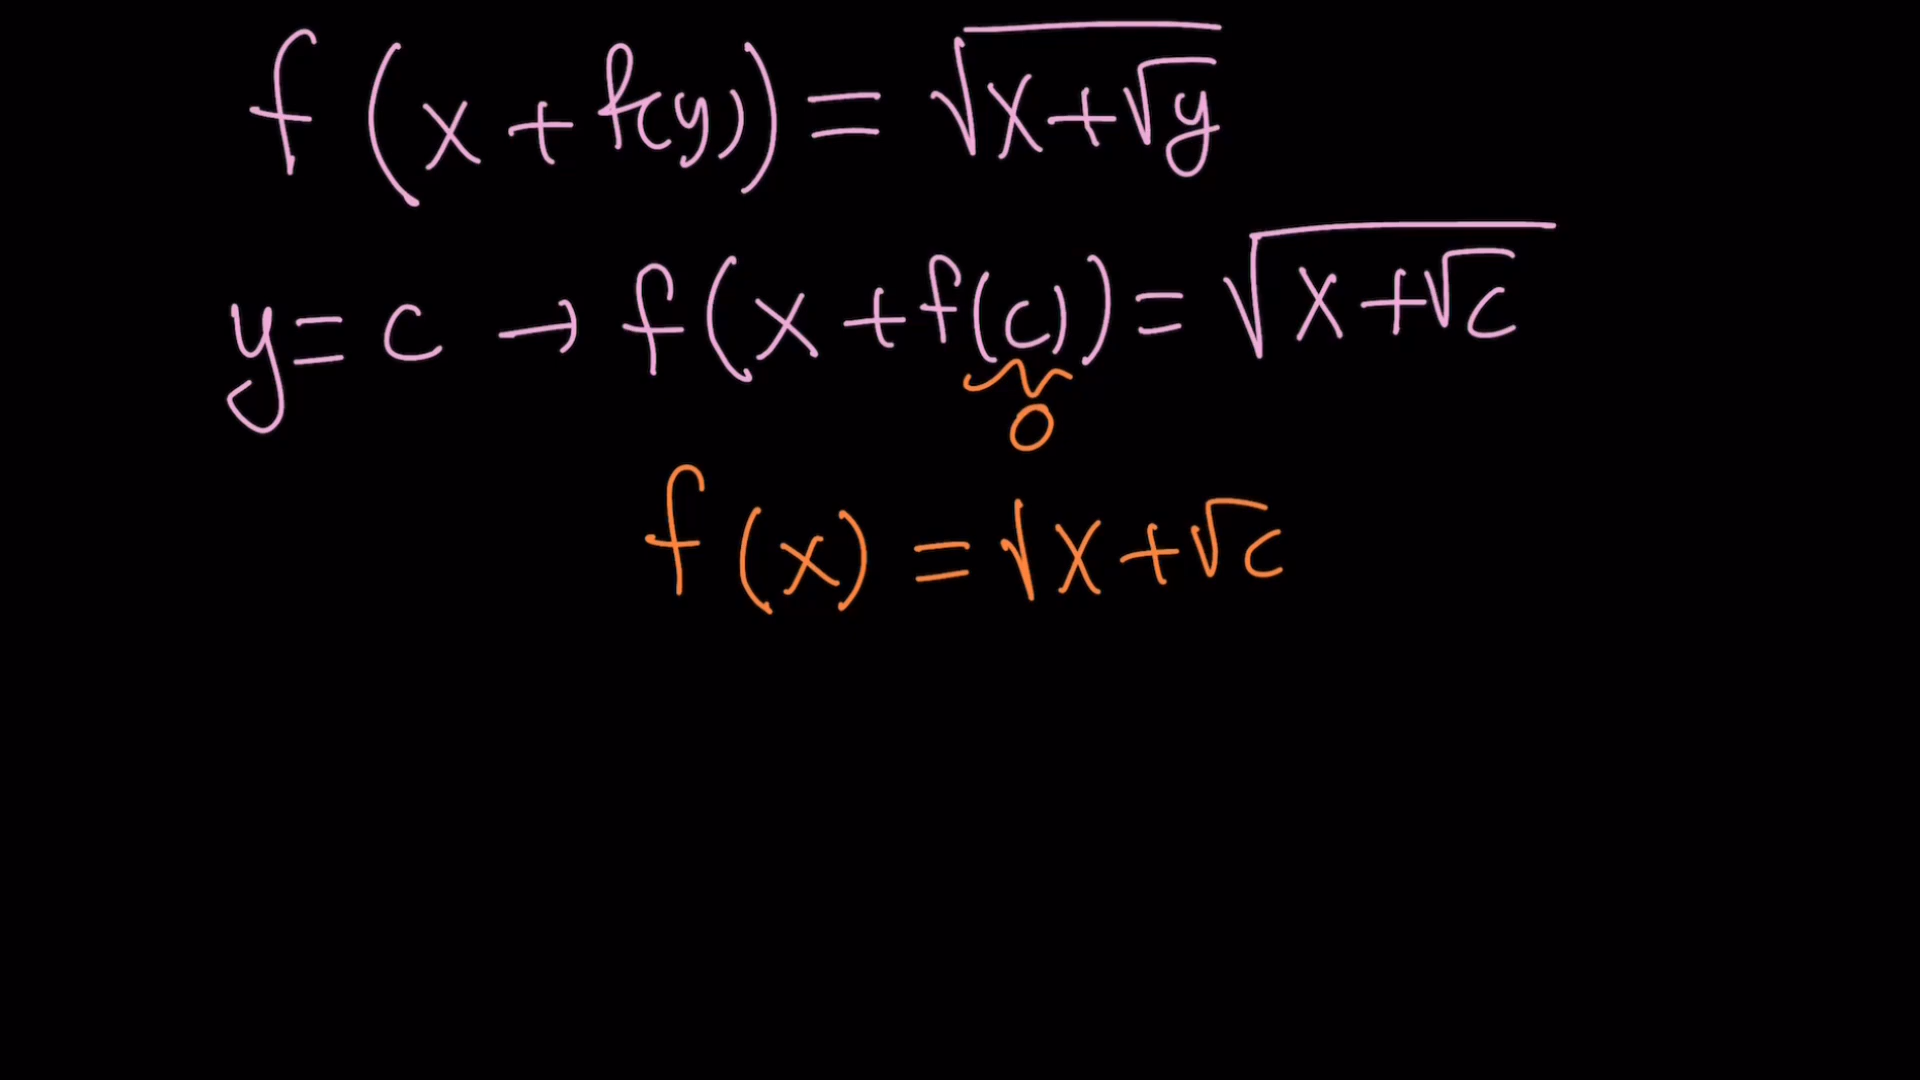 f(x+f(y)) = √(x+√y)
y = c → f(x+f(c)) = √(x+√c)
0
f(x) = √x+√c